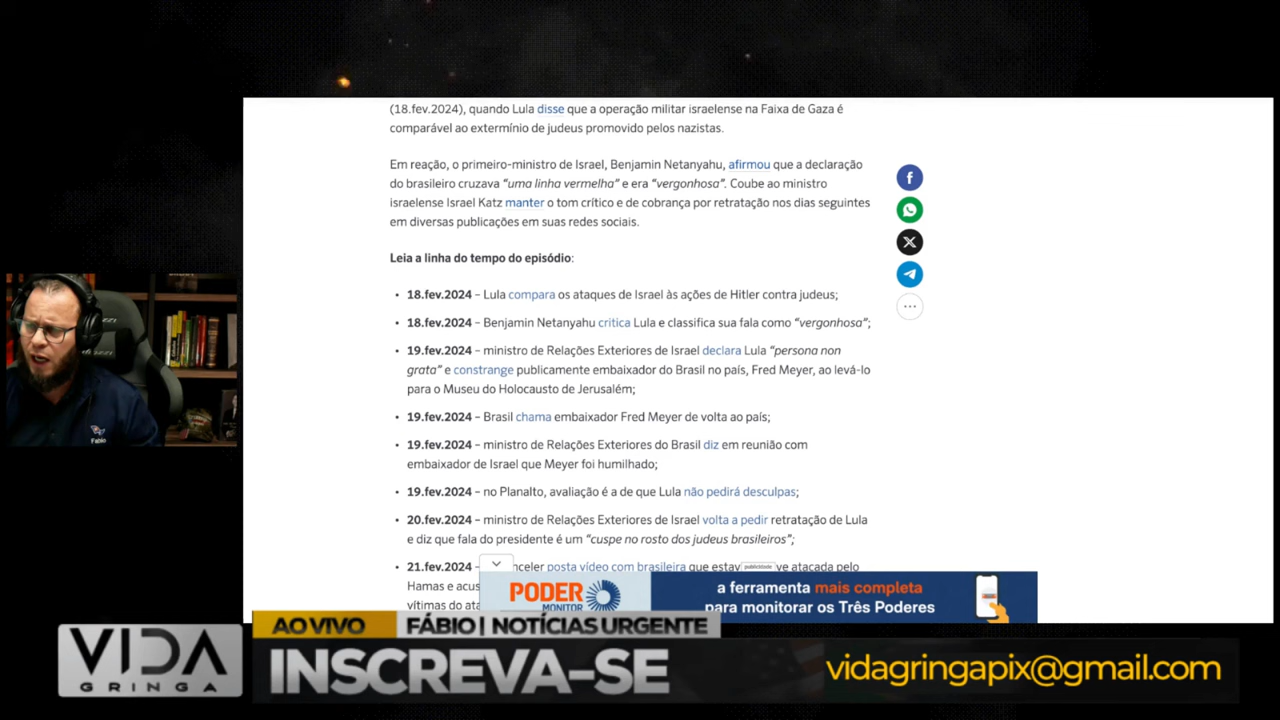 (18.fev.2024), quando Lula disse que a operação militar israelense na Faixa de Gaza é
comparável ao extermínio de judeus promovido pelos nazistas.
Em reação, o primeiro-ministro de Israel, Benjamin Netanyahu, afirmou que a declaração
do brasileiro cruzava “uma linha vermelha” e era “vergonhosa”. Coube ao ministro
israelense Israel Katz manter o tom crítico e de cobrança por retratação nos dias seguintes
em diversas publicações em suas redes sociais.
Leia a linha do tempo do episódio:
• 18.fev.2024 – Lula compara os ataques de Israel às ações de Hitler contra judeus;
• 18.fev.2024 – Benjamin Netanyahu critica Lula e classifica sua fala como “vergonhosa”;
• 19.fev.2024 – ministro de Relações Exteriores de Israel declara Lula “persona non
grata” e constrange publicamente embaixador do Brasil no país, Fred Meyer, ao levá-lo
para o Museu do Holocausto de Jerusalém;
• 19.fev.2024 – Brasil chama embaixador Fred Meyer de volta ao país;
• 19.fev.2024 – ministro de Relações Exteriores do Brasil diz em reunião com
embaixador de Israel que Meyer foi humilhado;
• 19.fev.2024 – no Planalto, avaliação é a de que Lula não pedirá desculpas;
• 20.fev.2024 – ministro de Relações Exteriores de Israel volta a pedir retratação de Lula
e diz que fala do presidente é um “cuspe no rosto dos judeus brasileiros”;
• 21.fev.2024 – nceler posta vídeo com brasileira que estav ve atacada pelo
Hamas e acus
vítimas do ata
publicidade
PODER
MONITOR
a ferramenta mais completa
para monitorar os Três Poderes
Fabio
AO VIVO
FÁBIO | NOTÍCIAS URGENTE
VIDA
GRINGA
INSCREVA-SE
vidagringapix@gmail.com